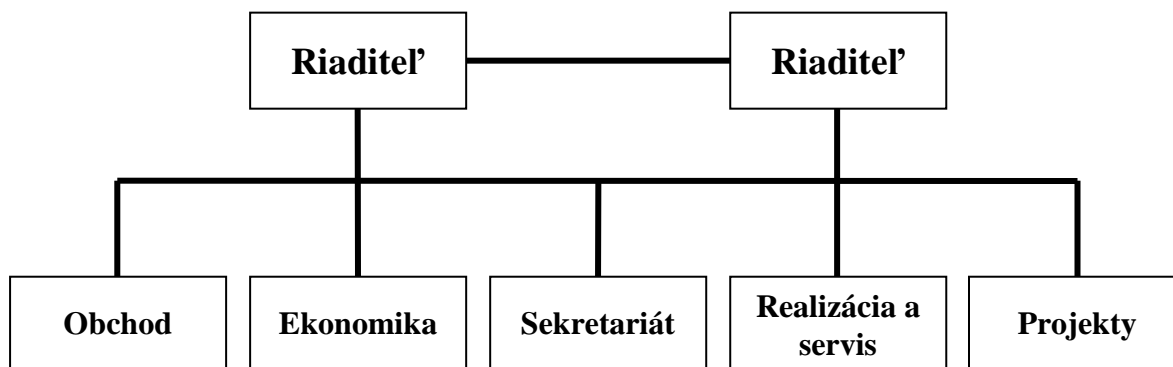 Riaditeľ
Riaditeľ
Obchod
Ekonomika
Sekretariát
Realizácia a
servis
Projekty